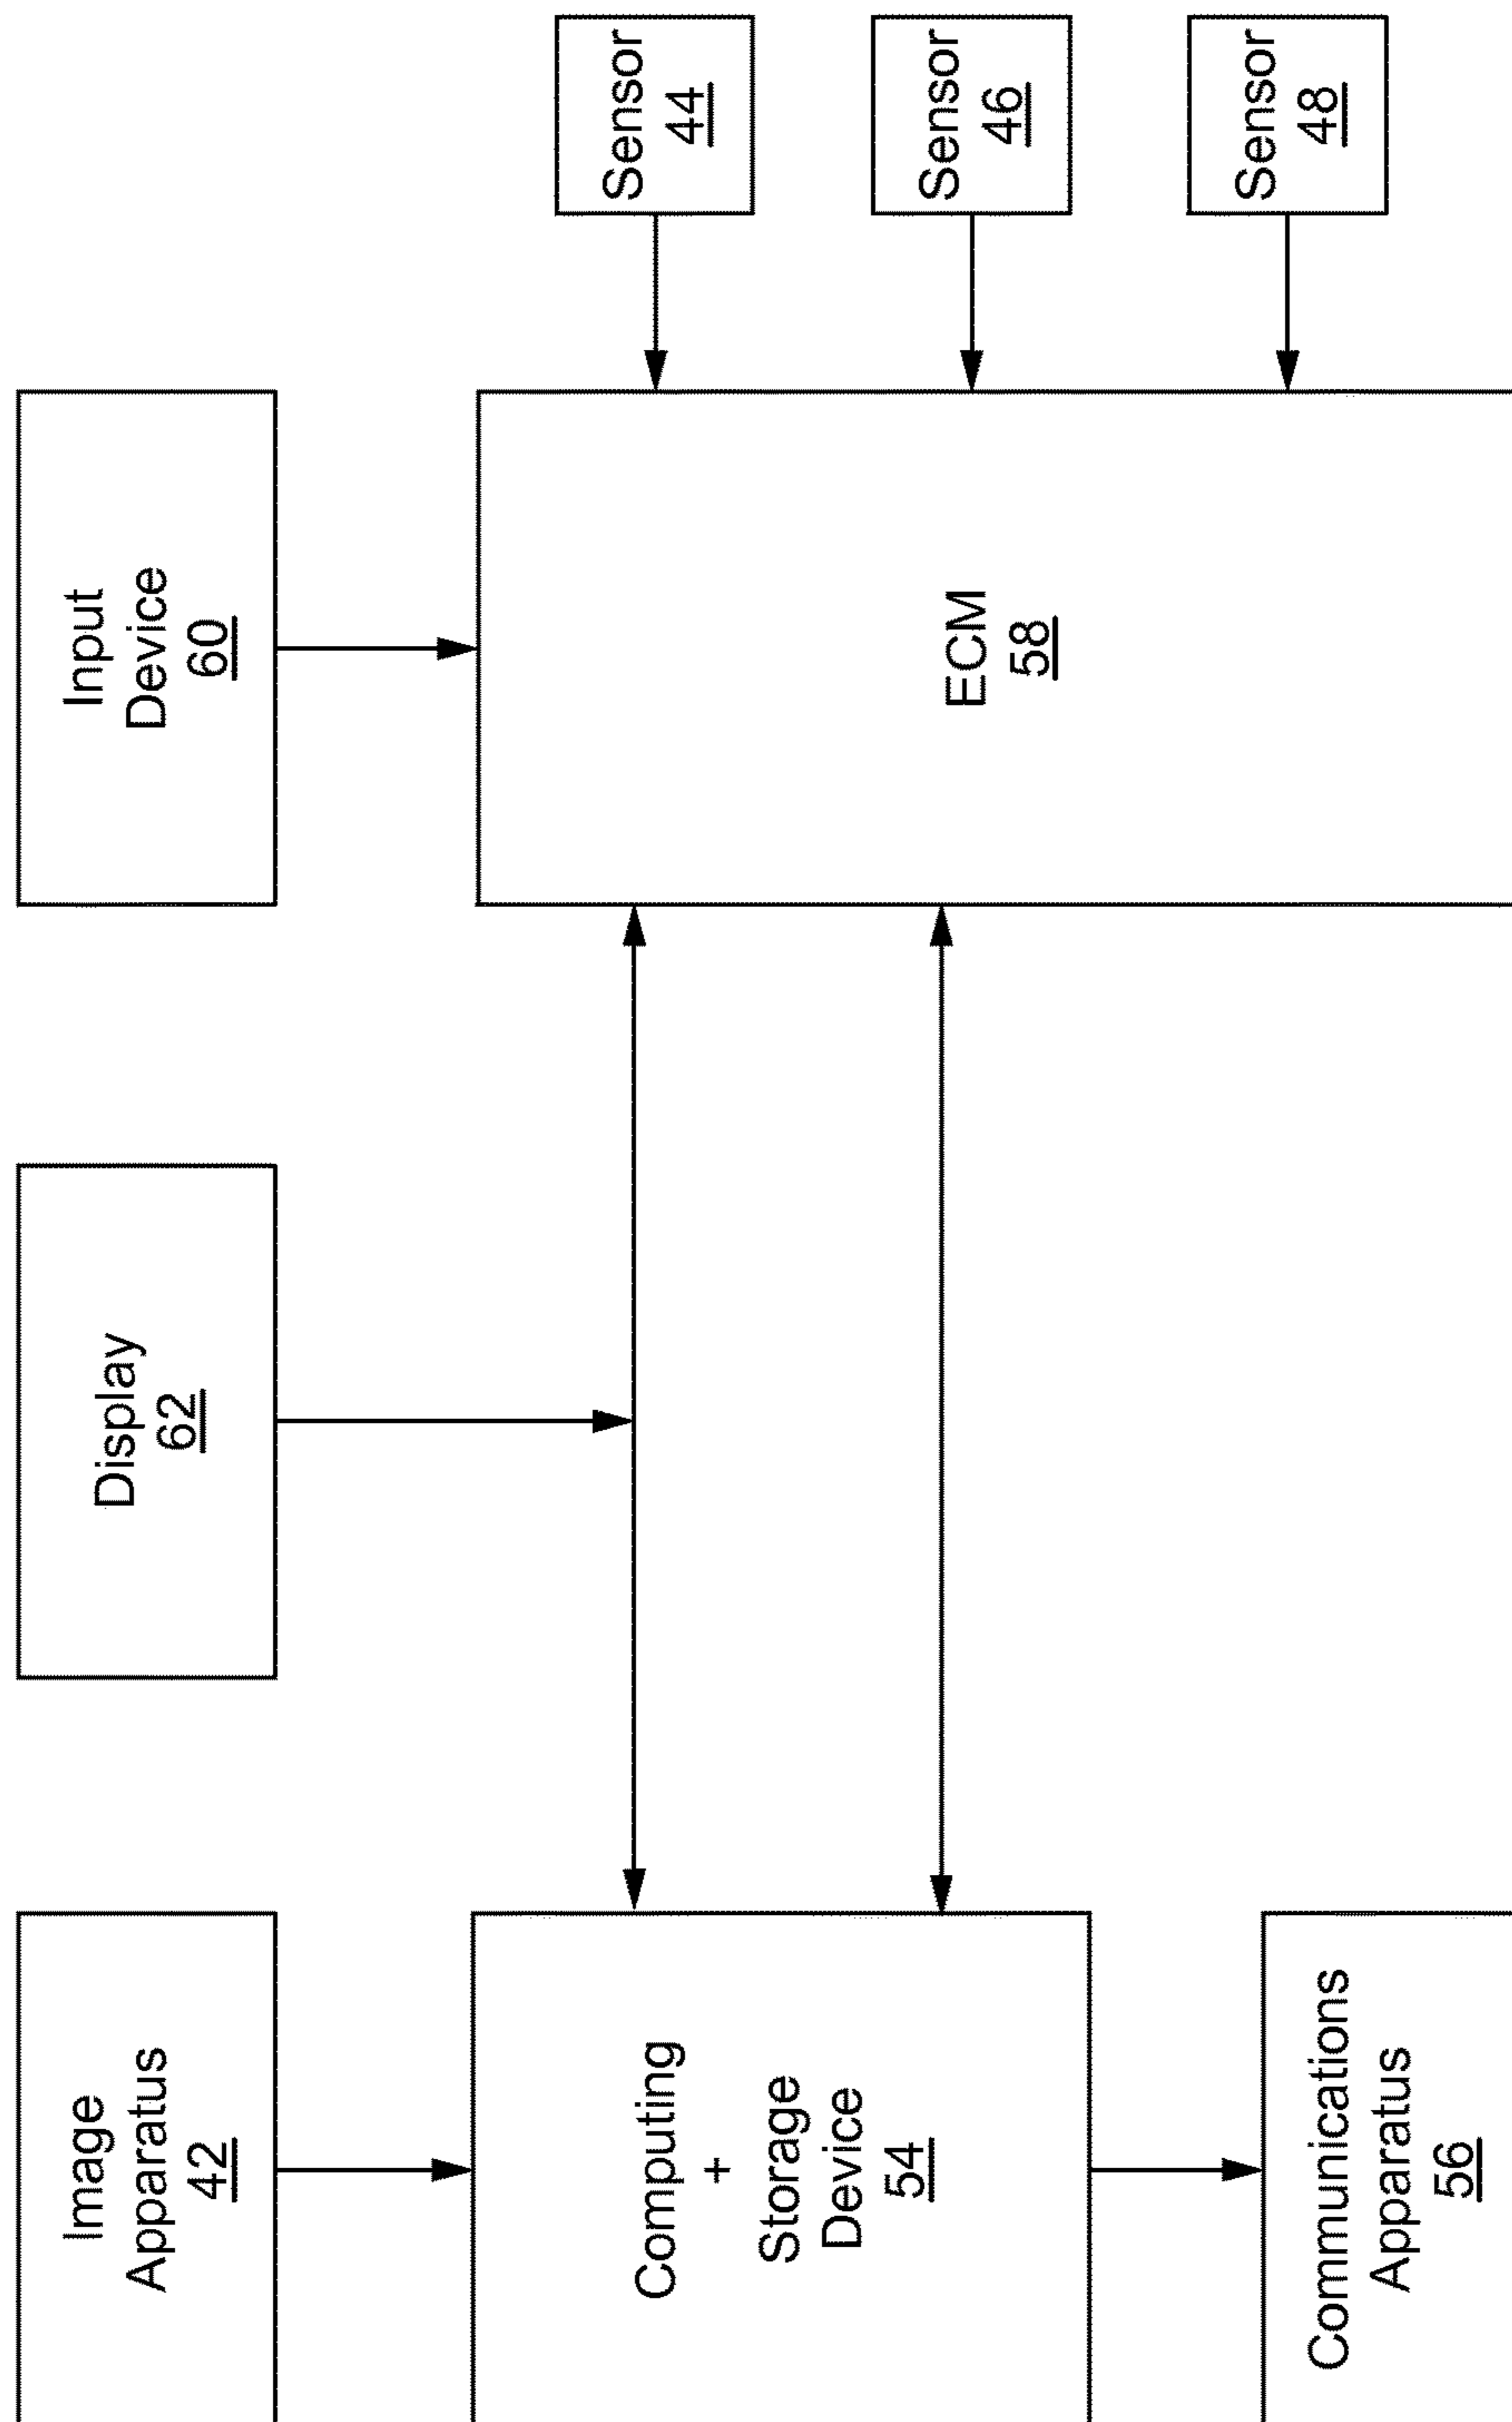 Image
Apparatus
42
Display
62
Input
Device
60
Computing
+
Storage
Device
54
ECM
58
Sensor
44
Sensor
46
Sensor
48
Communications
Apparatus
56